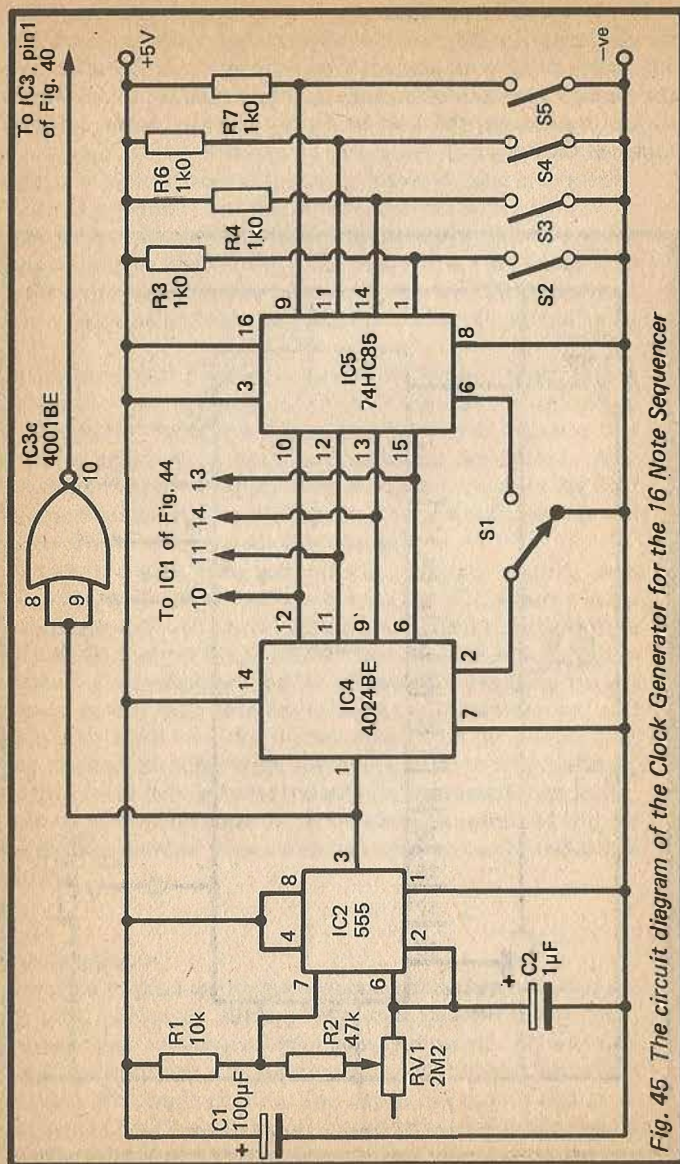 To IC3, pin 1
of Fig. 40
+5V
IC3c
4001BE
8
9
10
R3
1k0
R4
1k0
R6
1k0
R7
1k0
C1
+
100µF
R1
10k
R2
47k
RV1
2M2
+
C2
1µF
IC2
555
7
6
4
8
3
2
1
IC4
4024BE
1
14
12
11
9
6
7
2
To IC1 of Fig. 44
10
11
14
13
IC5
74HC85
3
16
10
12
13
15
9
11
14
1
6
8
S1
S2
S3
S4
S5
–ve
Fig. 45 The circuit diagram of the Clock Generator for the 16 Note Sequencer